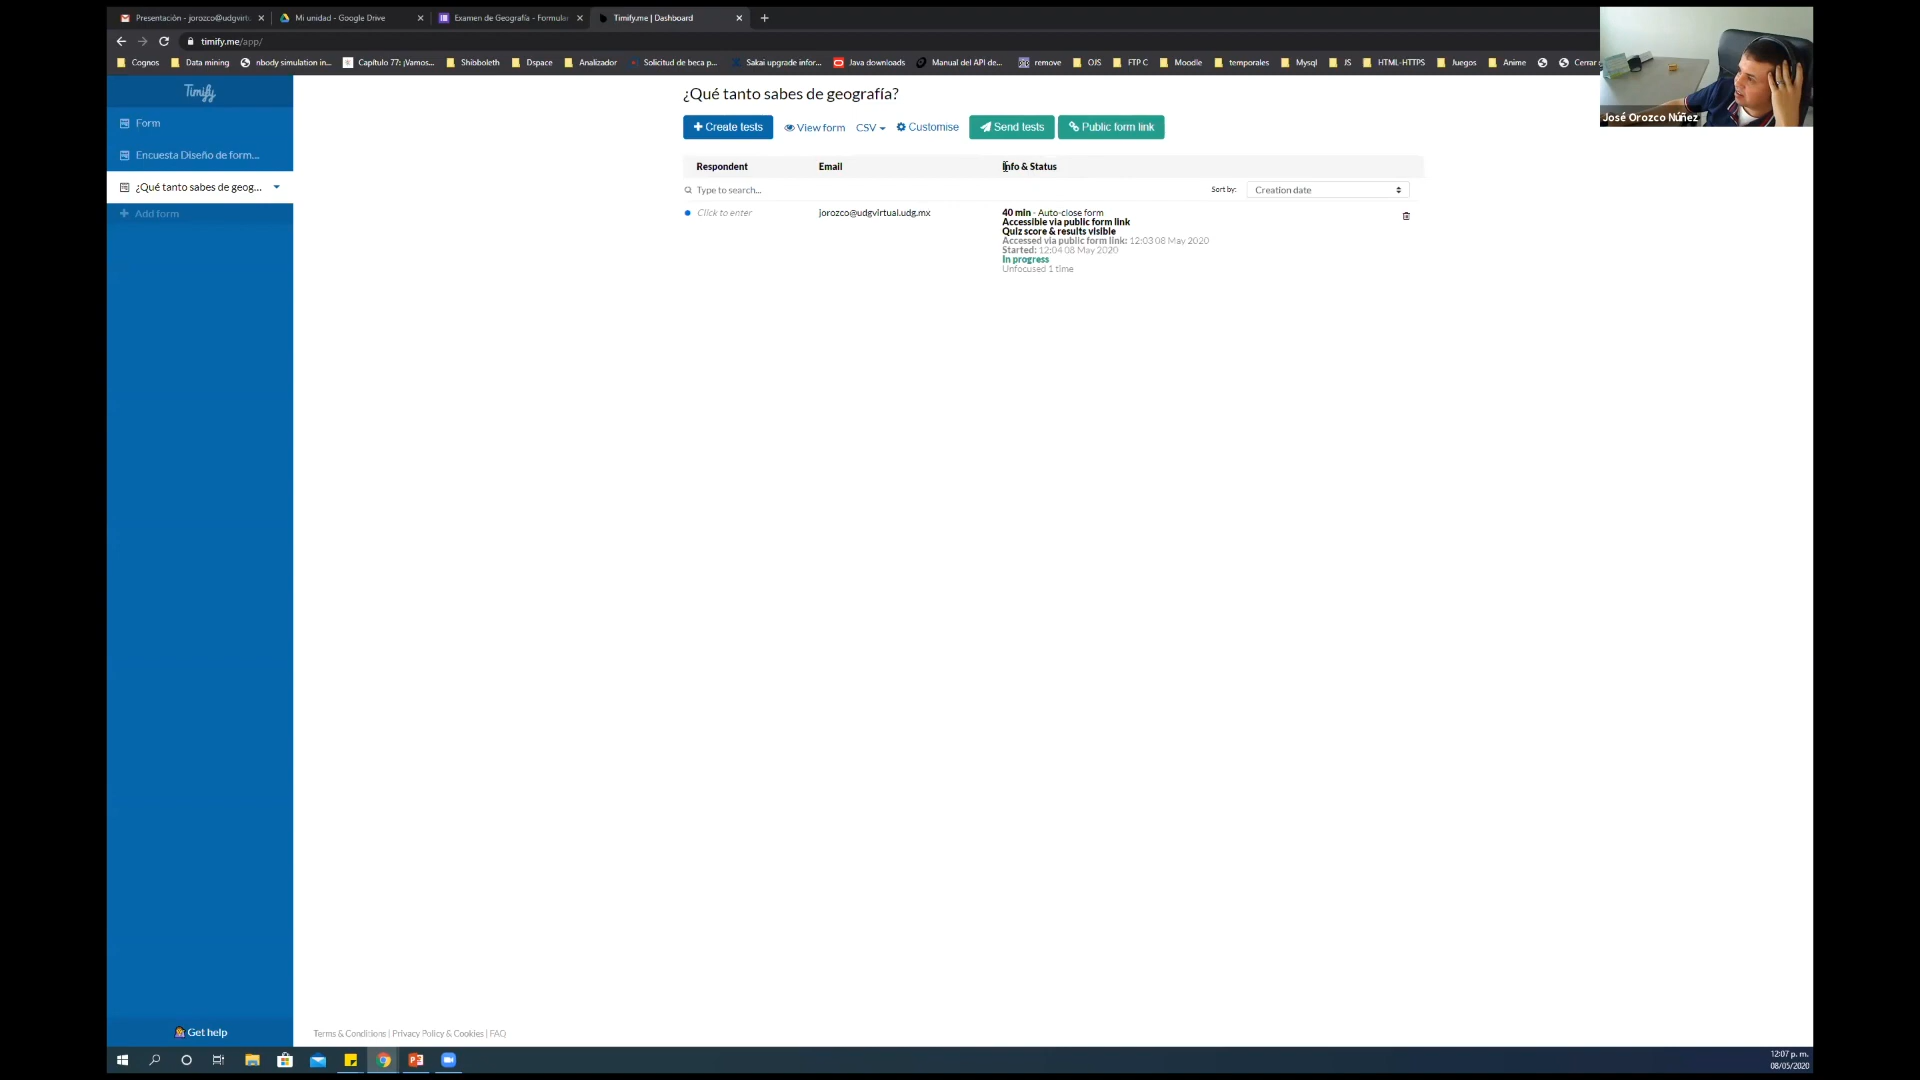 Presentación - jorozco@udgvirtu
Mi unidad - Google Drive
Examen de Geografía - Formular
Timify.me | Dashboard
timify.me/app/
Cognos
Data mining
nbody simulation in...
Capítulo 77: ¡Vamos...
Shibboleth
Dspace
Analizador
Solicitud de beca p...
Sakai upgrade infor...
Java downloads
Manual del API de...
remove
OJS
FTP C
Moodle
temporales
Mysql
JS
HTML-HTTPS
Juegos
Anime
Cerrar
José Orozco Núñez
Timify
Form
Encuesta Diseño de form...
¿Qué tanto sabes de geog...
Add form
¿Qué tanto sabes de geografía?
Create tests
View form
CSV
Customise
Send tests
Public form link
Respondent
Email
Info & Status
Type to search...
Sort by:
Creation date
Click to enter
jorozco@udgvirtual.udg.mx
40 min - Auto-close form
Accessible via public form link
Quiz score & results visible
Accessed via public form link: 12:03 08 May 2020
Started: 12:04 08 May 2020
In progress
Unfocused 1 time
Get help
Terms & Conditions | Privacy Policy & Cookies | FAQ
12:07 p. m.
08/05/2020